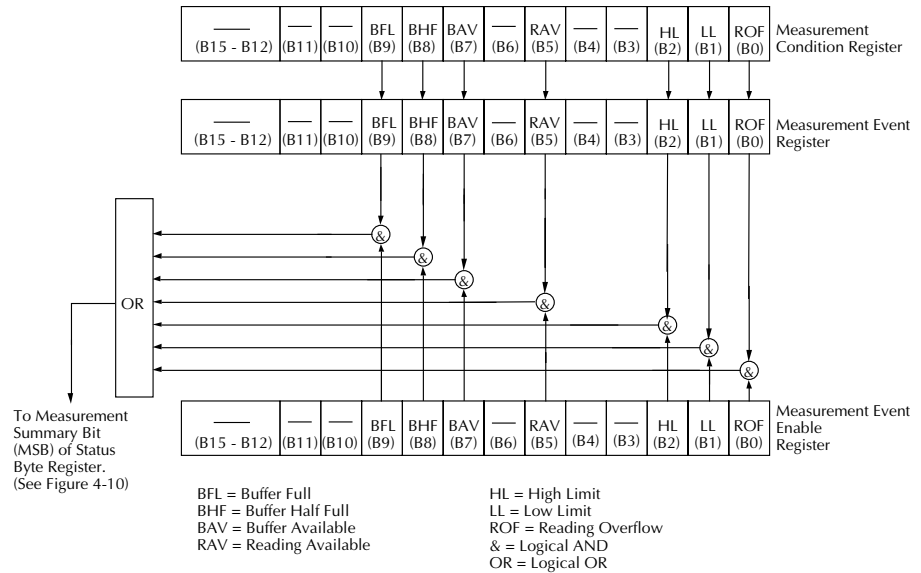 BFL BHF BAV RAV HL LL ROF
(B15 - B12) (B11) (B10) (B9) (B8) (B7) (B6) (B5) (B4) (B3) (B2) (B1) (B0)
Measurement
Condition Register
BFL BHF BAV RAV HL LL ROF
(B15 - B12) (B11) (B10) (B9) (B8) (B7) (B6) (B5) (B4) (B3) (B2) (B1) (B0)
Measurement Event
Register
&
&
&
&
&
&
&
OR
To Measurement
Summary Bit
(MSB) of Status
Byte Register.
(See Figure 4-10)
BFL BHF BAV RAV HL LL ROF
(B15 - B12) (B11) (B10) (B9) (B8) (B7) (B6) (B5) (B4) (B3) (B2) (B1) (B0)
Measurement Event
Enable
Register
BFL = Buffer Full
BHF = Buffer Half Full
BAV = Buffer Available
RAV = Reading Available
HL = High Limit
LL = Low Limit
ROF = Reading Overflow
& = Logical AND
OR = Logical OR